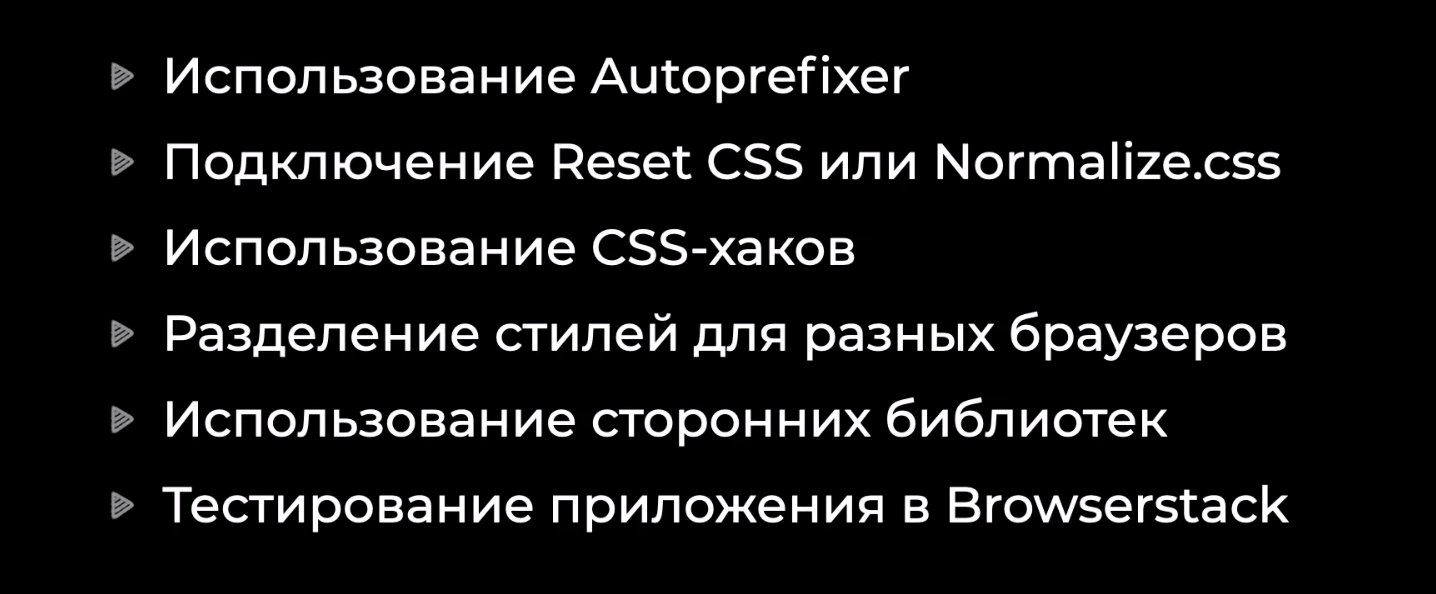 Использование Autoprefixer
Подключение Reset CSS или Normalize.css
Использование CSS-хаков
Разделение стилей для разных браузеров
Использование сторонних библиотек
Тестирование приложения в Browserstack